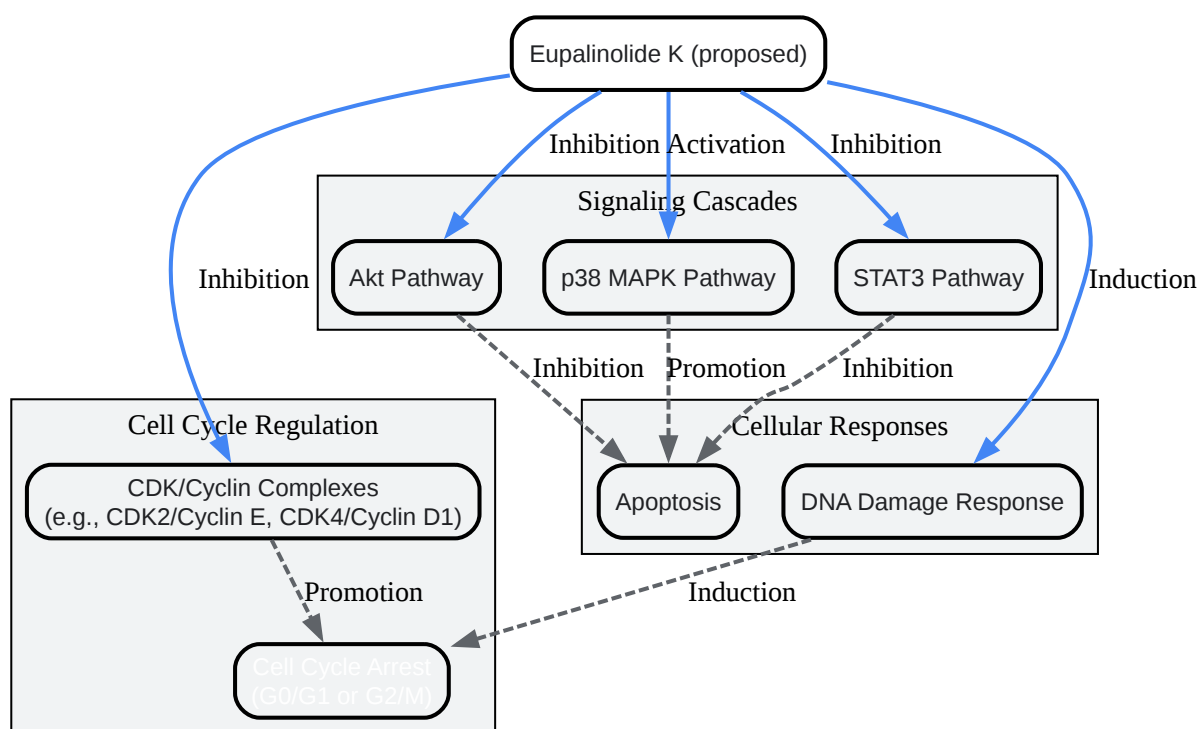 Eupalinolide K (proposed)
Inhibition
Activation
Inhibition
Signaling Cascades
Akt Pathway
p38 MAPK Pathway
STAT3 Pathway
Inhibition
Induction
Inhibition
Promotion
Inhibition
Cell Cycle Regulation
Cellular Responses
CDK/Cyclin Complexes
(e.g., CDK2/Cyclin E, CDK4/Cyclin D1)
Apoptosis
DNA Damage Response
Promotion
Induction
Cell Cycle Arrest
(G0/G1 or G2/M)